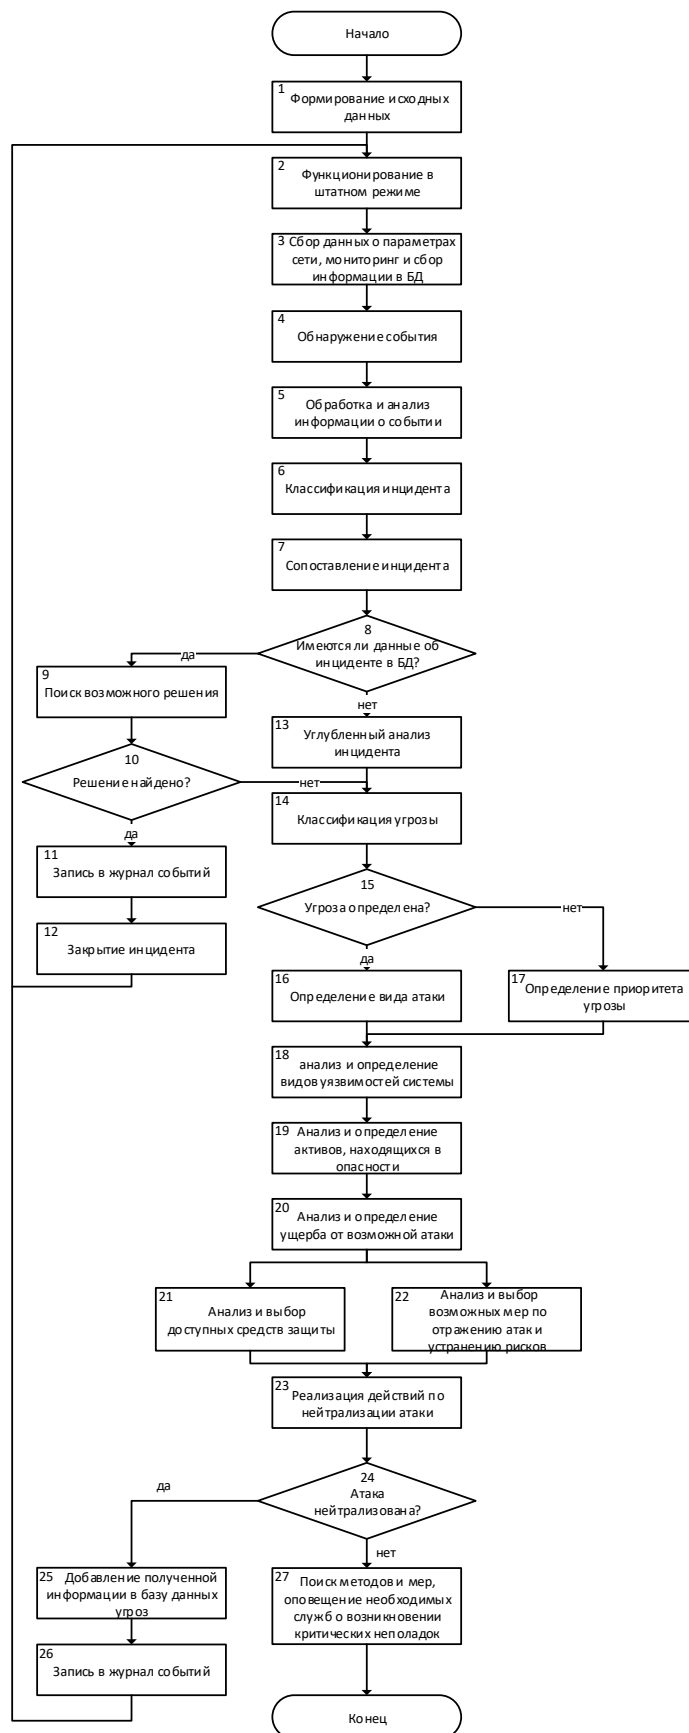 Начало
1
Формирование исходных
данных
2
Функционирование в
штатном режиме
3 Сбор данных о параметрах
сети, мониторинг и сбор
информации в БД
4
Обнаружение события
5
Обработка и анализ
информации о событии
6
Классификация инцидента
7
Сопоставление инцидента
8
Имеются ли данные об
инциденте в БД?
да
нет
9
Поиск возможного решения
13
Углубленный анализ
инцидента
10
Решение найдено?
нет
да
14
Классификация угрозы
11
Запись в журнал событий
15
Угроза определена?
нет
да
12
Закрытие инцидента
16
Определение вида атаки
17
Определение приоритета
угрозы
18
анализ и определение
видов уязвимостей системы
19
Анализ и определение
активов, находящихся в
опасности
20
Анализ и определение
ущерба от возможной атаки
21
Анализ и выбор
доступных средств защиты
22
Анализ и выбор
возможных мер по
отражению атак и
устранению рисков
23
Реализация действий по
нейтрализации атаки
24
Атака
нейтрализована?
да
нет
25
Добавление полученной
информации в базу данных
угроз
27
Поиск методов и мер,
оповещение необходимых
служб о возникновении
критических неполадок
26
Запись в журнал событий
Конец